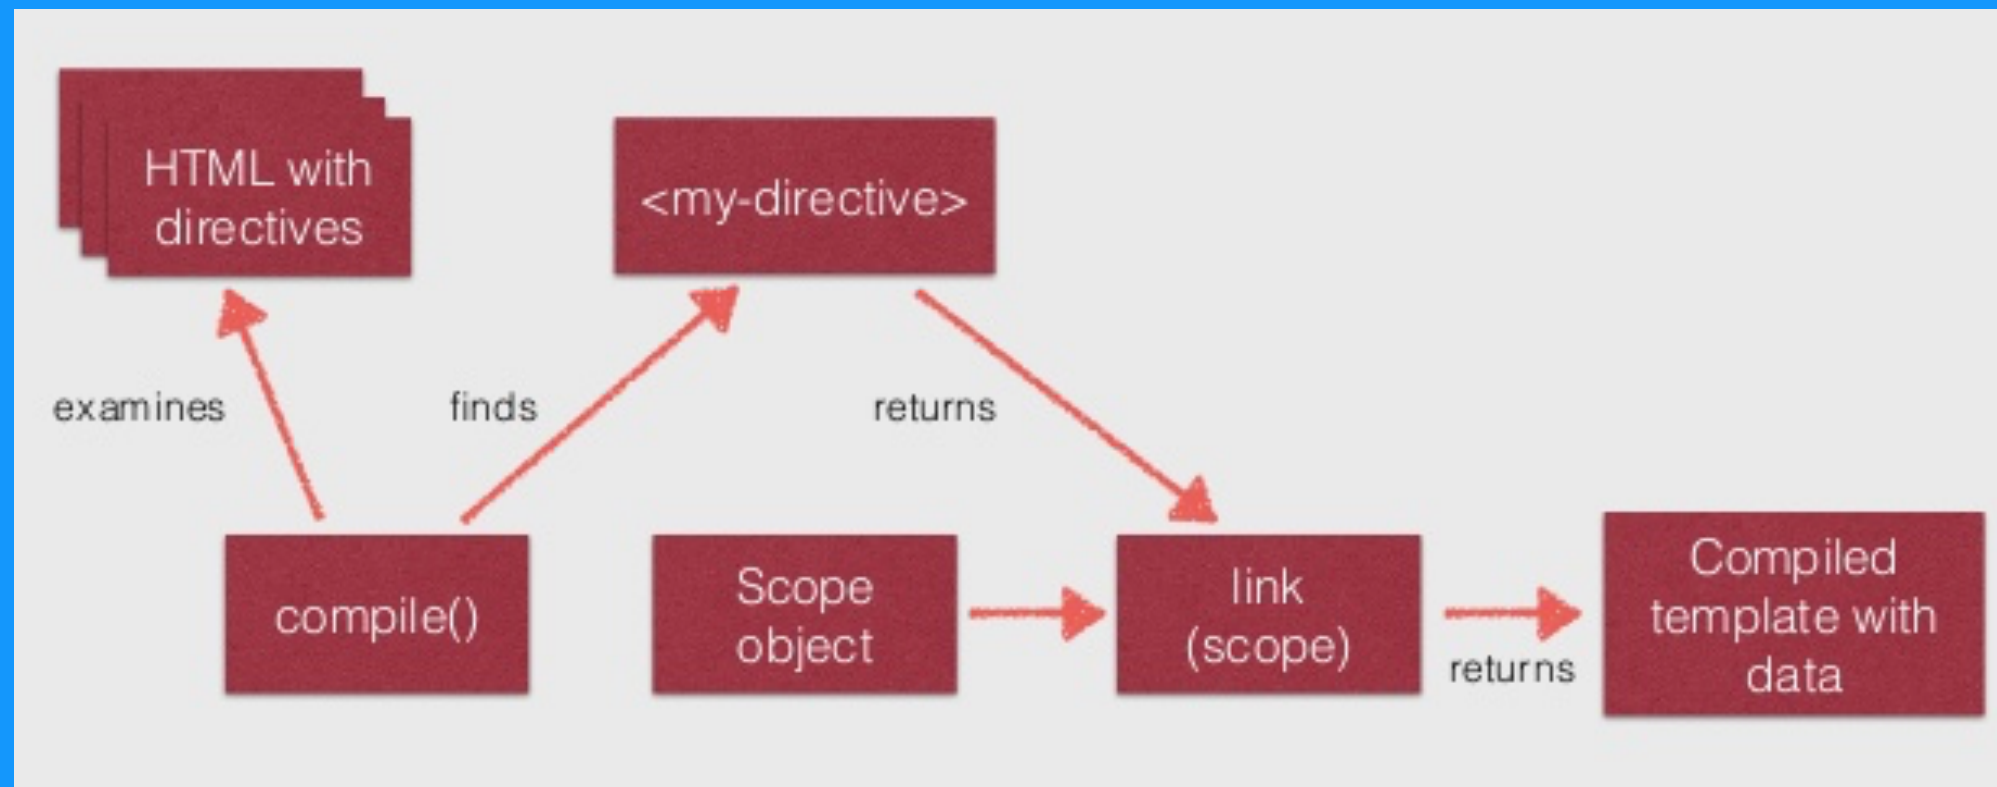 HTML with
directives
<my-directive>
examines
finds
returns
compile()
Scope
object
link
(scope)
returns
Compiled
template with
data